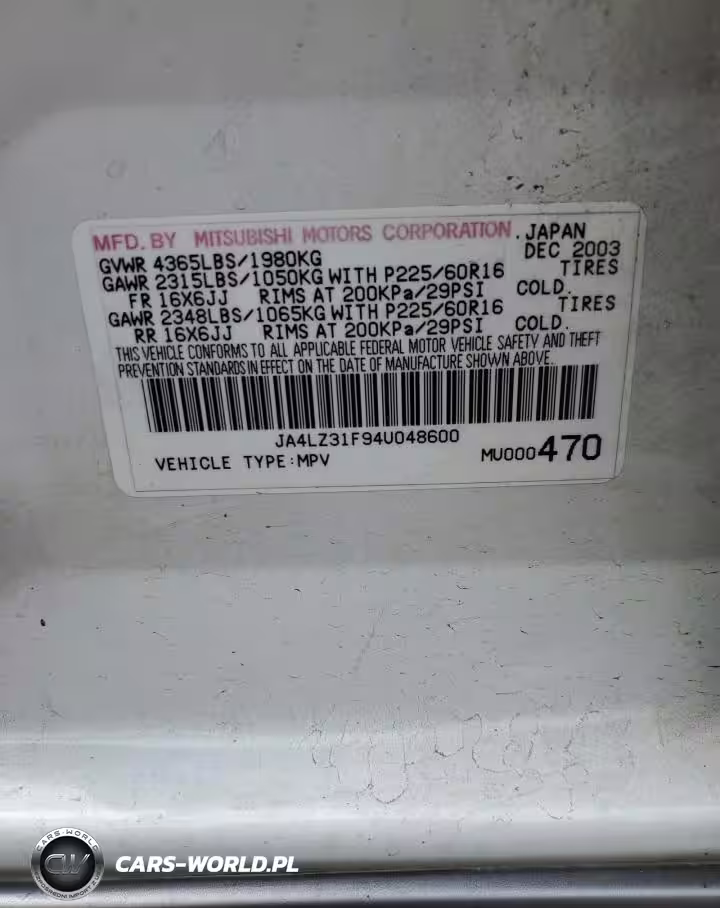 MFD. BY MITSUBISHI MOTORS CORPORATION. JAPAN
GVWR 4365LBS/1980KG DEC 2003
GAWR 2315LBS/1050KG WITH P225/60R16 TIRES
FR 16X6JJ RIMS AT 200KPa/29PSI COLD.
GAWR 2348LBS/1065KG WITH P225/60R16 TIRES
RR 16X6JJ RIMS AT 200KPa/29PSI COLD.
THIS VEHICLE CONFORMS TO ALL APPLICABLE FEDERAL MOTOR VEHICLE SAFETY AND THEFT
PREVENTION STANDARDS IN EFFECT ON THE DATE OF MANUFACTURE SHOWN ABOVE.
JA4LZ31F94U048600
VEHICLE TYPE:MPV MU000470
CARS-WORLD
CW
CARS-WORLD.PL